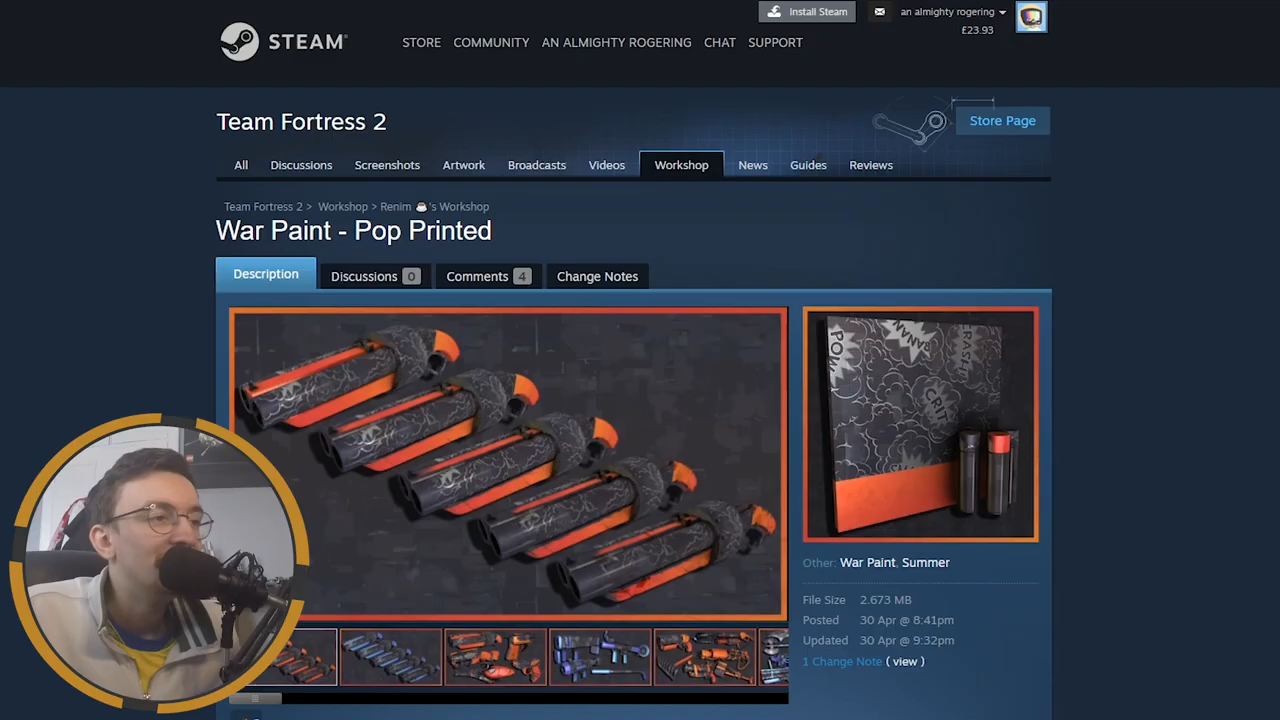 Install Steam
an almighty rogering
£23.93
STEAM
STORE COMMUNITY AN ALMIGHTY ROGERING CHAT SUPPORT
Team Fortress 2
Store Page
All Discussions Screenshots Artwork Broadcasts Videos Workshop News Guides Reviews
Team Fortress 2 > Workshop > Renim ☕'s Workshop
War Paint - Pop Printed
Description Discussions 0 Comments 4 Change Notes
POW
BANAN
CRASH
CRIT
Other: War Paint, Summer
File Size 2.673 MB
Posted 30 Apr @ 8:41pm
Updated 30 Apr @ 9:32pm
1 Change Note ( view )